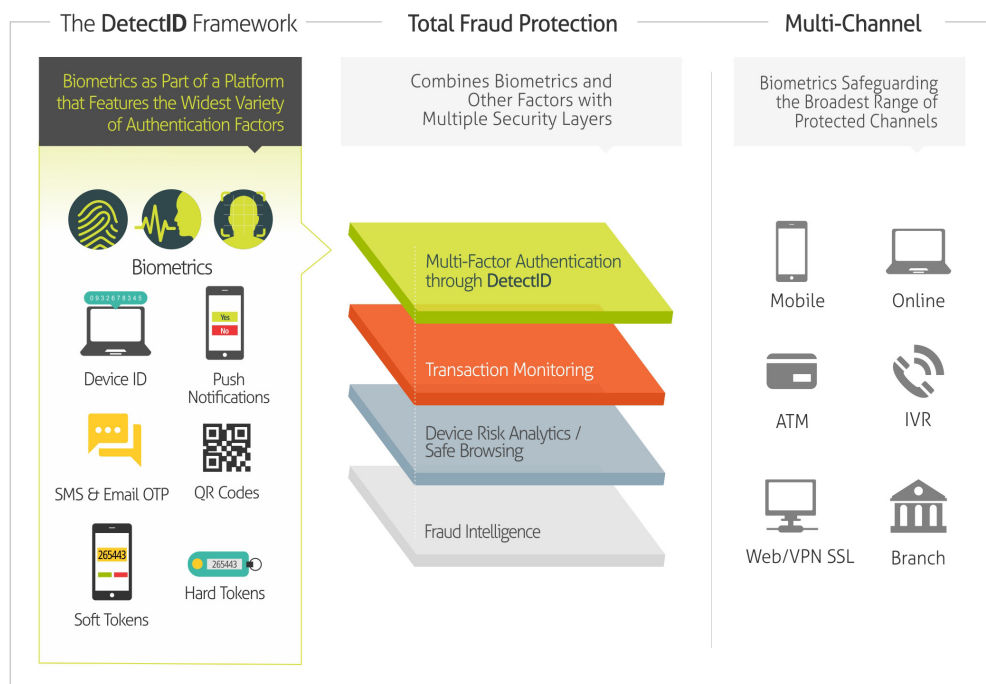 The DetectID Framework
Biometrics as Part of a Platform
that Features the Widest Variety
of Authentication Factors
Biometrics
0932678345
Device ID
Yes
No
Push
Notifications
SMS & Email OTP
QR Codes
265443
Soft Tokens
265443
Hard Tokens
Total Fraud Protection
Combines Biometrics and
Other Factors with
Multiple Security Layers
Multi-Factor Authentication
through DetectID
Transaction Monitoring
Device Risk Analytics /
Safe Browsing
Fraud Intelligence
Multi-Channel
Biometrics Safeguarding
the Broadest Range of
Protected Channels
Mobile
Online
ATM
IVR
Web/VPN SSL
Branch